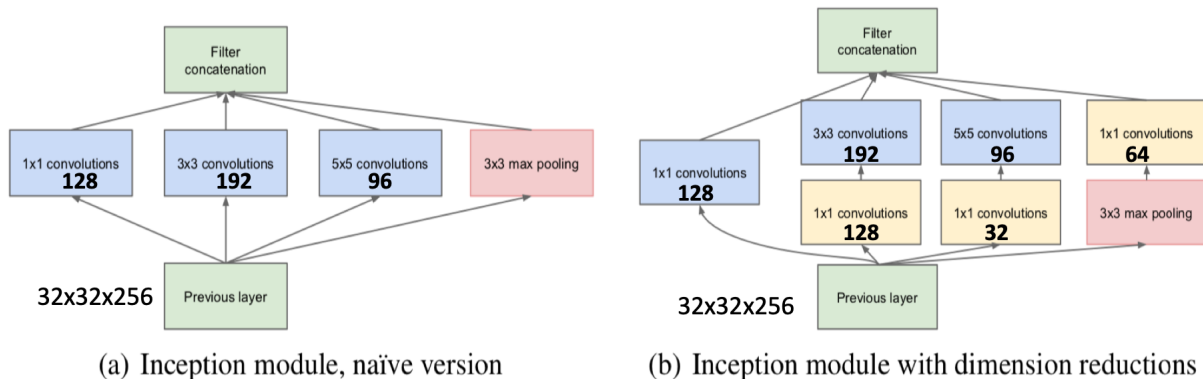 Filter
concatenation
1x1 convolutions
128
3x3 convolutions
192
5x5 convolutions
96
3x3 max pooling
32x32x256
Previous layer
(a) Inception module, naïve version
Filter
concatenation
3x3 convolutions
192
5x5 convolutions
96
1x1 convolutions
64
1x1 convolutions
128
1x1 convolutions
128
1x1 convolutions
32
3x3 max pooling
32x32x256
Previous layer
(b) Inception module with dimension reductions